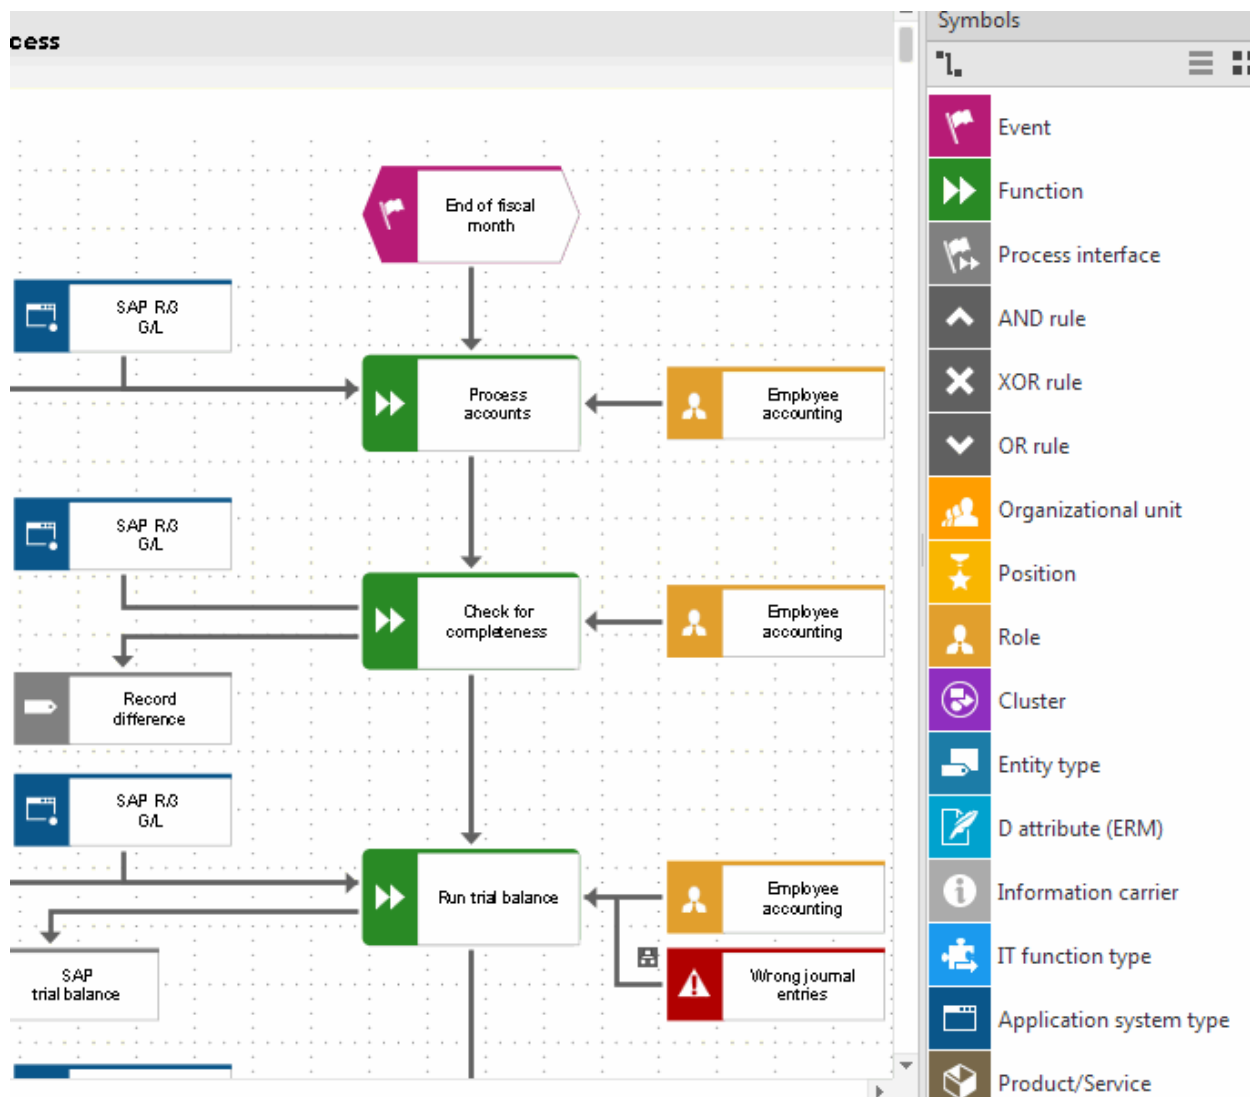 cess
Symbols
End of fiscal
month
SAP R/3
G/L
Process
accounts
Employee
accounting
SAP R/3
G/L
Check for
completeness
Employee
accounting
Record
difference
SAP R/3
G/L
Run trial balance
Employee
accounting
SAP
trial balance
Wrong journal
entries
Event
Function
Process interface
AND rule
XOR rule
OR rule
Organizational unit
Position
Role
Cluster
Entity type
D attribute (ERM)
Information carrier
IT function type
Application system type
Product/Service